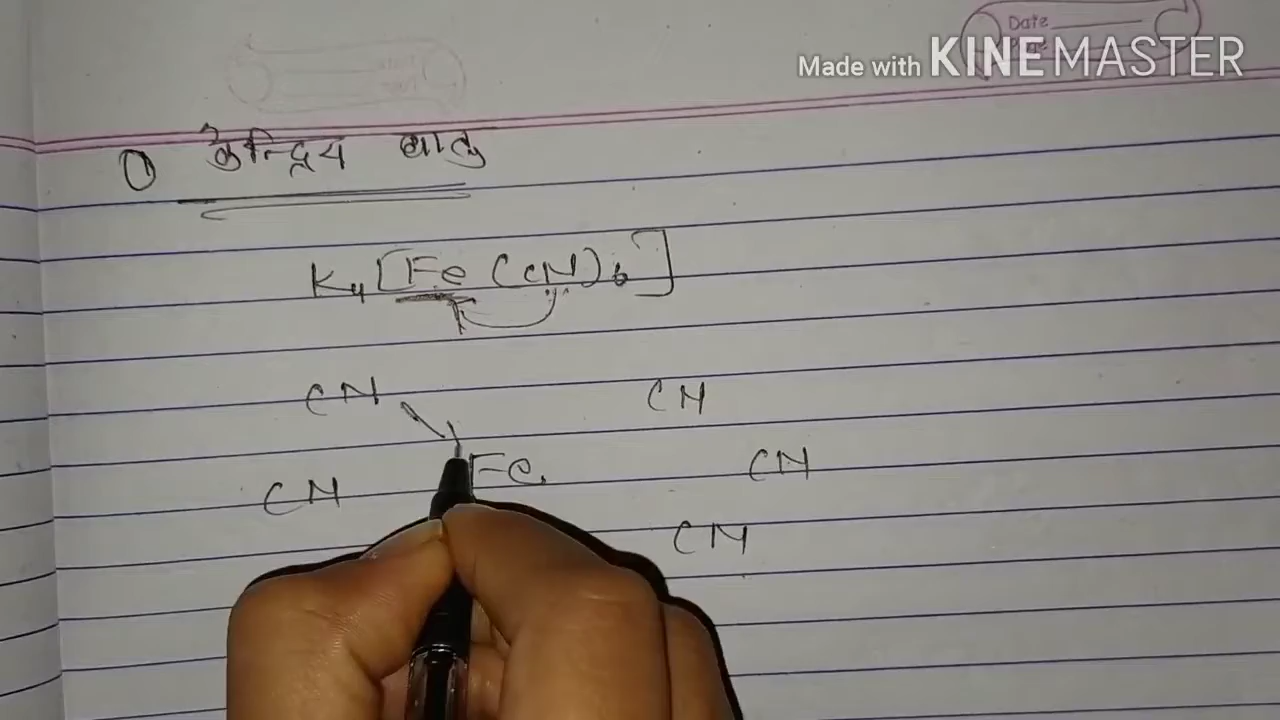 Date
Made with KINEMASTER
① केन्द्रिय धातु
K₄[Fe(CN)₆]
CN CN
Fe CN
CN
CN